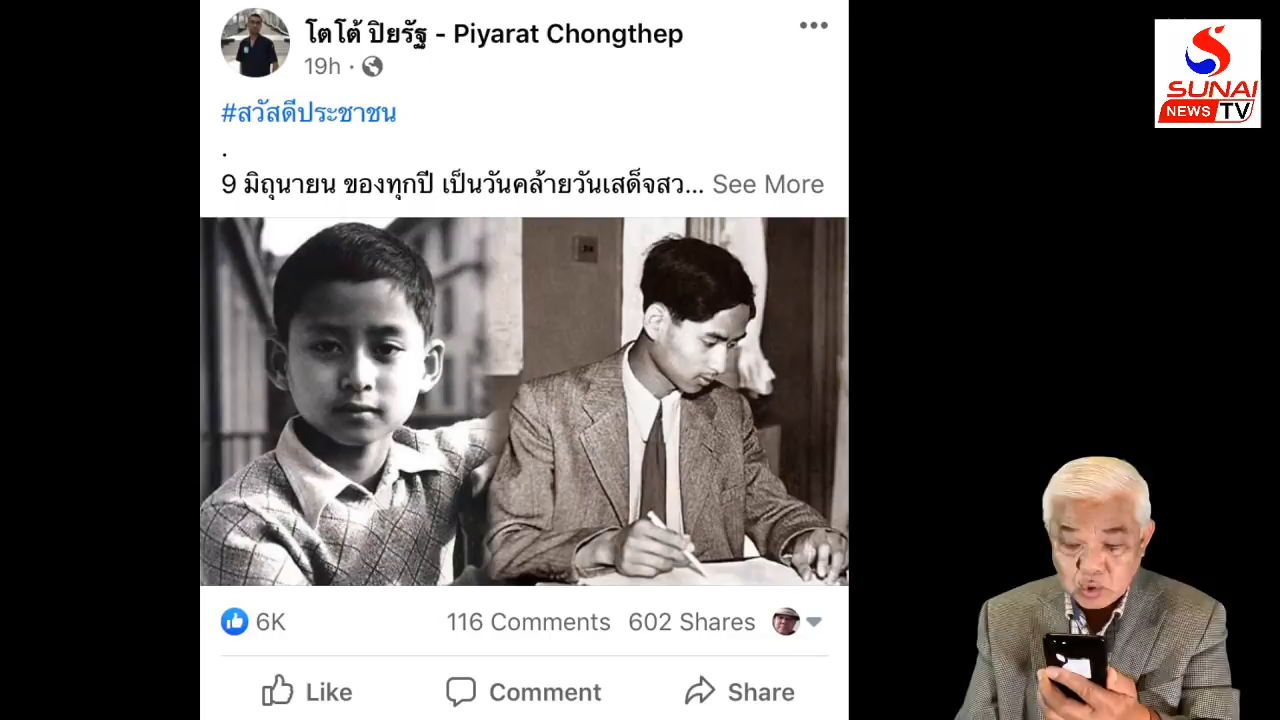 โตโต้ ปิยรัฐ - Piyarat Chongthep
19h ·
#สวัสดีประชาชน
.
9 มิถุนายน ของทุกปี เป็นวันคล้ายวันเสด็จสว... See More
6K
116 Comments 602 Shares
Like Comment Share
SUNAI
NEWS TV